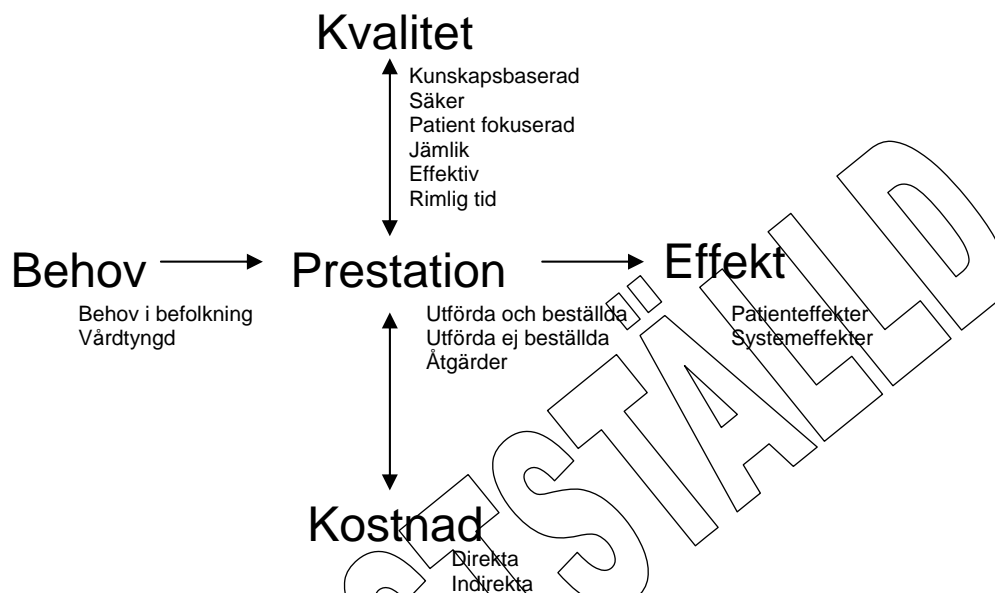 Kvalitet
Kunskapsbaserad
Säker
Patient fokuserad
Jämlik
Effektiv
Rimlig tid
Behov
Behov i befolkning
Vårdtyngd
Prestation
Utförda och beställda
Utförda ej beställda
Åtgärder
Effekt
Patienteffekter
Systemeffekter
Kostnad
Direkta
Indirekta
STSTÄLLD